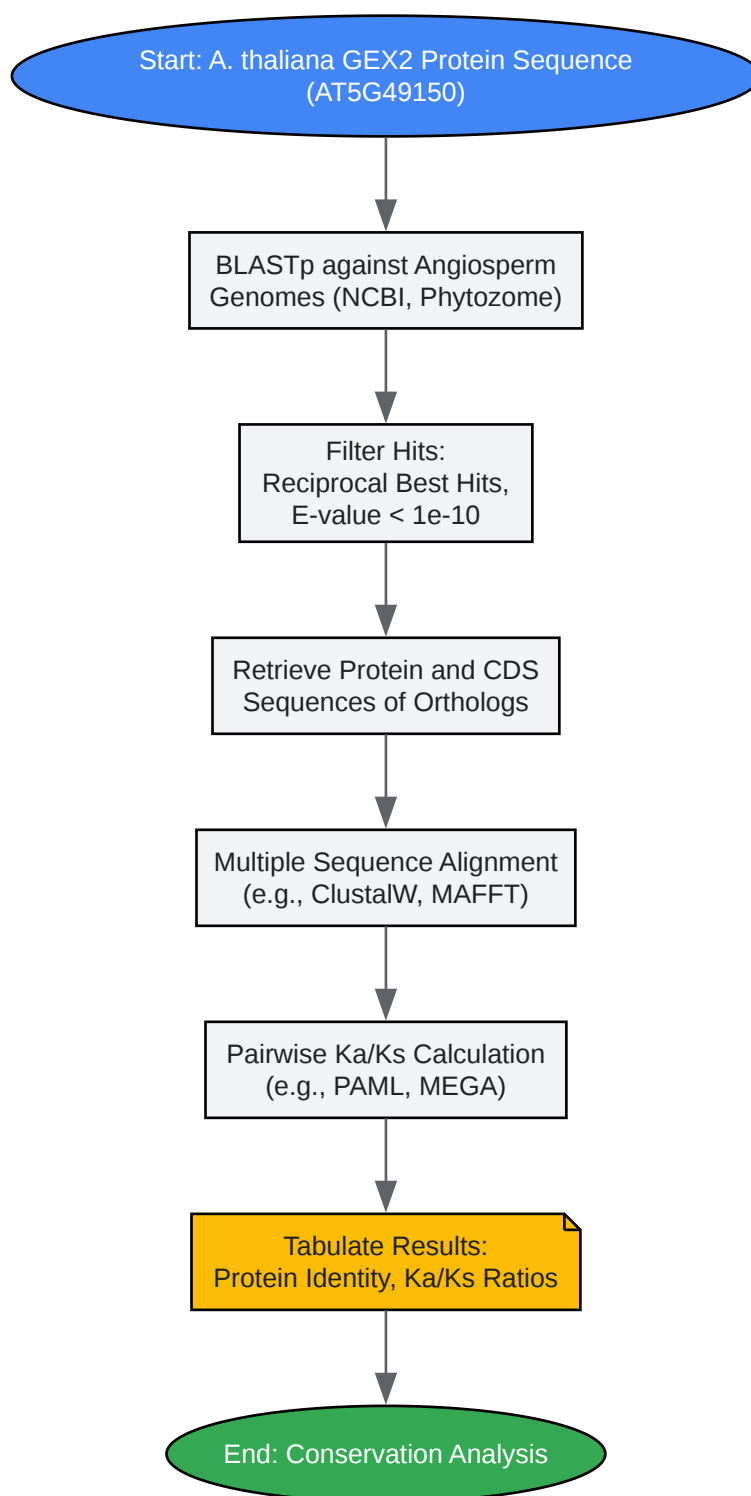 Start: A. thaliana GEX2 Protein Sequence
(AT5G49150)
BLASTp against Angiosperm
Genomes (NCBI, Phytozome)
Filter Hits:
Reciprocal Best Hits,
E-value < 1e-10
Retrieve Protein and CDS
Sequences of Orthologs
Multiple Sequence Alignment
(e.g., ClustalW, MAFFT)
Pairwise Ka/Ks Calculation
(e.g., PAML, MEGA)
Tabulate Results:
Protein Identity, Ka/Ks Ratios
End: Conservation Analysis